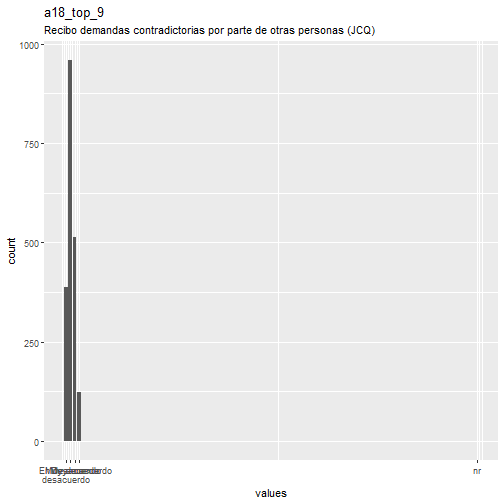 a18_top_9
Recibo demandas contradictorias por parte de otras personas (JCQ)
1000
750
500
250
0
count
desacuerdo
nr
values